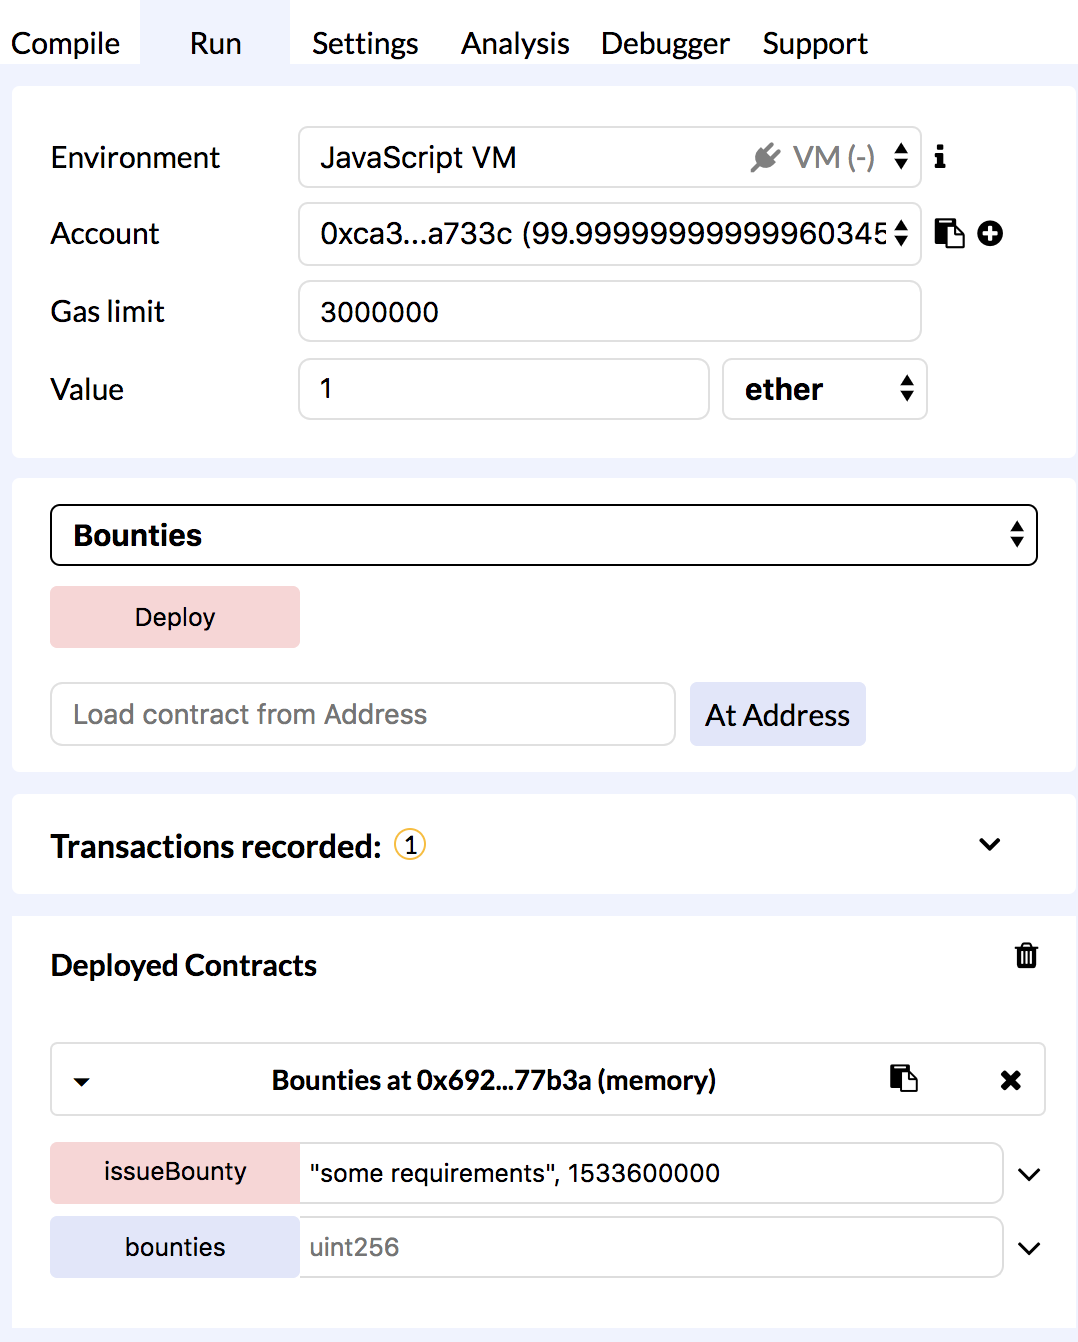 Compile Run Settings Analysis Debugger Support
Environment JavaScript VM VM (-)
Account 0xca3...a733c (99.99999999999960345
Gas limit 3000000
Value 1 ether
Bounties
Deploy
Load contract from Address At Address
Transactions recorded: 1
Deployed Contracts
Bounties at 0x692...77b3a (memory)
issueBounty "some requirements", 1533600000
bounties uint256